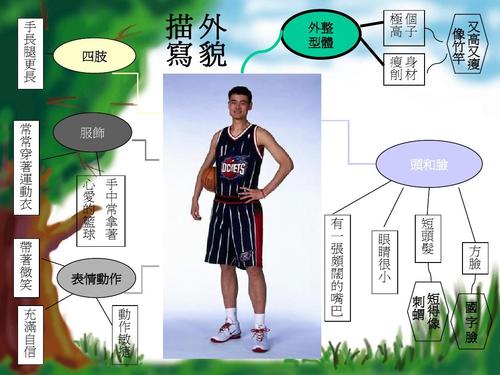 外貌
描寫
外整
型體
個子
極高
身材
瘦削
又高又瘦
像竹竿
四肢
手長腿更長
服飾
常常穿著運動衣
手中常拿著
心愛的籃球
表情動作
帶著微笑
充滿自信
動作敏捷
頭和臉
有一張頗闊的嘴巴
眼睛很小
短頭髮
短得像
刺蝟
方臉
國字臉
ROCKETS